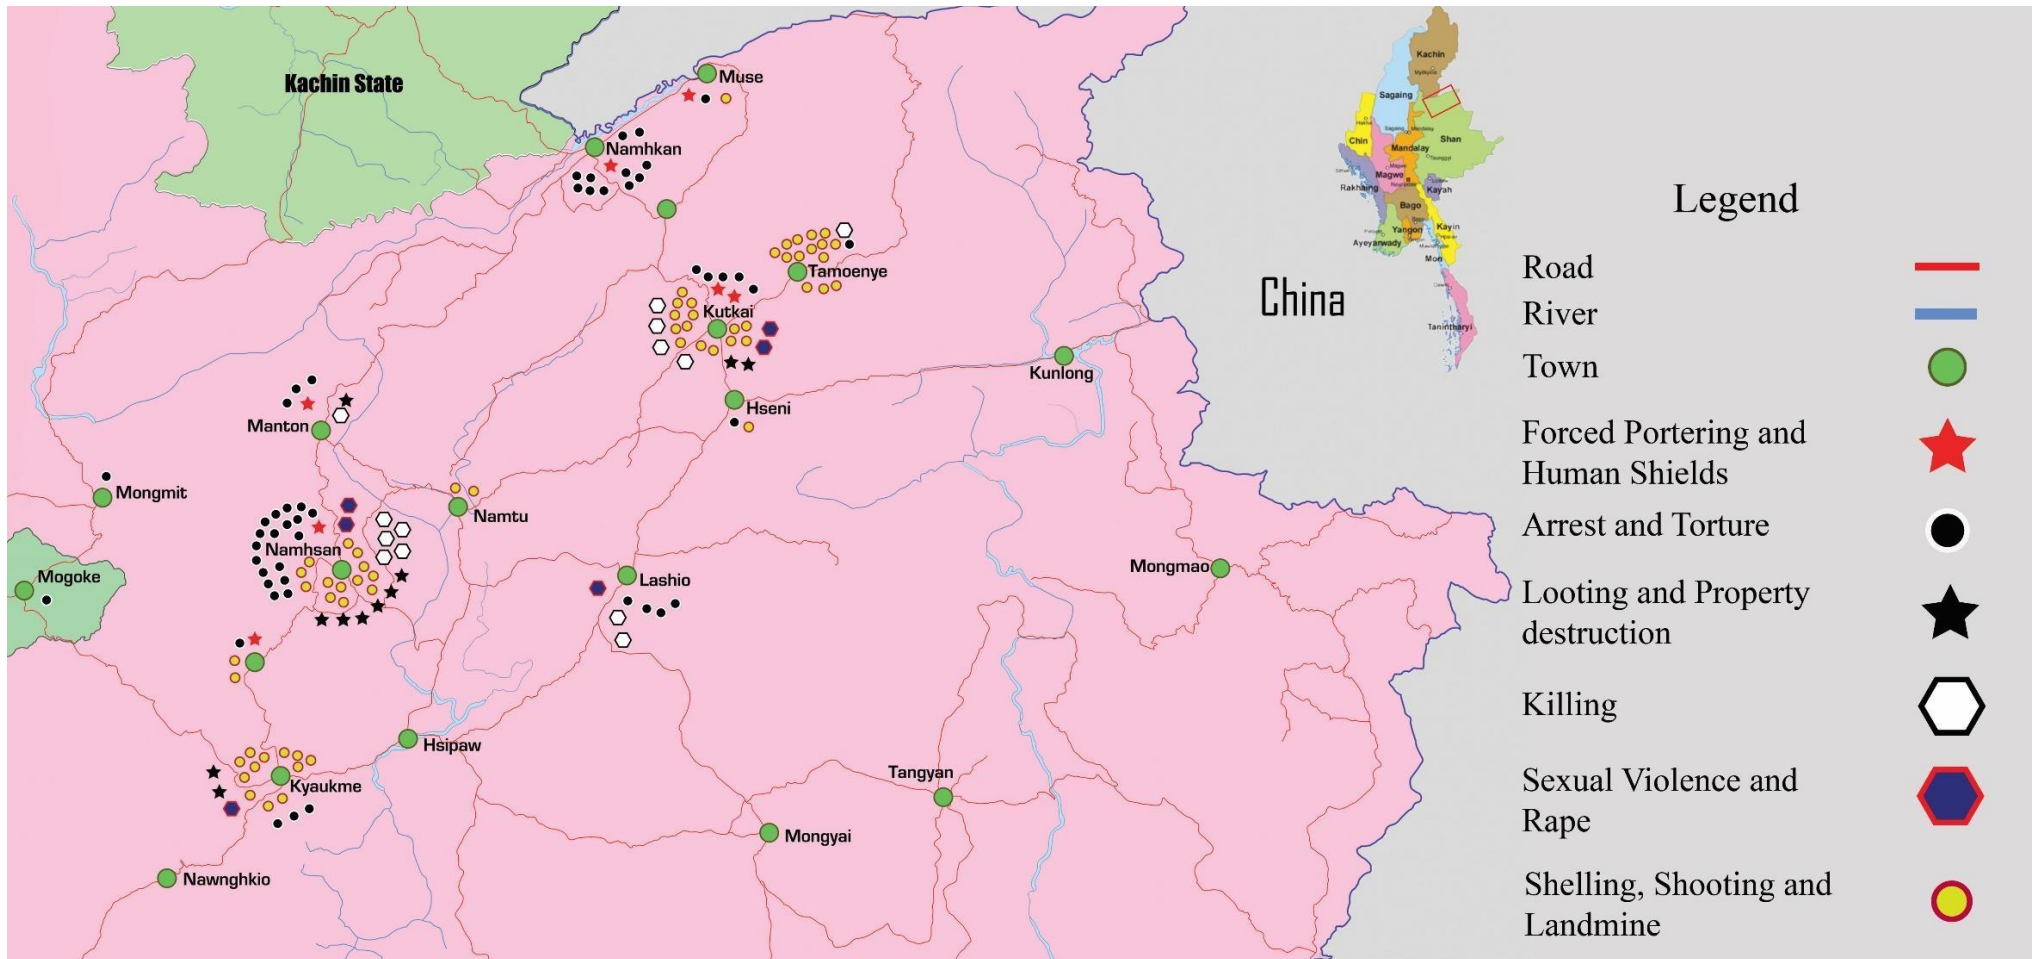 Kachin State
Muse
Namhkan
Tamoenye
Kutkai
Kunlong
Hseni
Manton
Mongmit
Namtu
Namhsan
Mogoke
Lashio
Mongmao
Hsipaw
Kyaukme
Tangyan
Mongyai
Nawnghkio
China
Kachin
Sagaing
Chin
Mandalay
Shan
Magwe
Rakhaing
Kayah
Bago
Yangon
Kayin
Ayeyarwady
Mon
Tanintharyi
Legend
Road
River
Town
Forced Portering and
Human Shields
Arrest and Torture
Looting and Property
destruction
Killing
Sexual Violence and
Rape
Shelling, Shooting and
Landmine